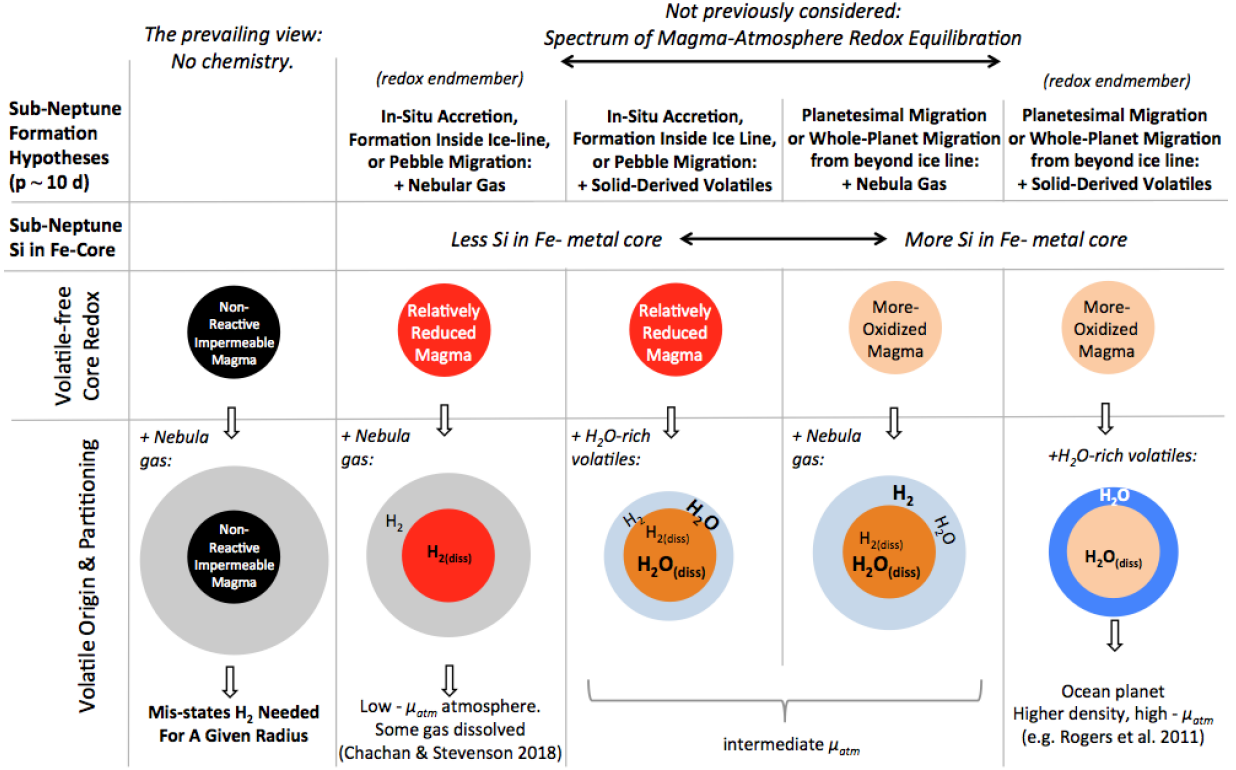 The prevailing view:
No chemistry.
Not previously considered:
Spectrum of Magma-Atmosphere Redox Equilibration
(redox endmember)
(redox endmember)
Sub-Neptune
Formation
Hypotheses
(p ~ 10 d)
In-Situ Accretion,
Formation Inside Ice-line,
or Pebble Migration:
+ Nebular Gas
In-Situ Accretion,
Formation Inside Ice Line,
or Pebble Migration:
+ Solid-Derived Volatiles
Planetesimal Migration
or Whole-Planet Migration
from beyond ice line:
+ Nebula Gas
Planetesimal Migration
or Whole-Planet Migration
from beyond ice line:
+ Solid-Derived Volatiles
Sub-Neptune
Si in Fe-Core
Less Si in Fe- metal core
More Si in Fe- metal core
Volatile-free
Core Redox
Non-
Reactive
Impermeable
Magma
Relatively
Reduced
Magma
Relatively
Reduced
Magma
More-
Oxidized
Magma
More-
Oxidized
Magma
Volatile Origin & Partitioning
+ Nebula
gas:
Non-
Reactive
Impermeable
Magma
Mis-states H₂ Needed
For A Given Radius
+ Nebula
gas:
H₂
H₂(diss)
Low - μatm atmosphere.
Some gas dissolved
(Chachan & Stevenson 2018)
+ H₂O-rich
volatiles:
H₂
H₂O
H₂(diss)
H₂O(diss)
+ Nebula
gas:
H₂
H₂O
H₂(diss)
H₂O(diss)
intermediate μatm
+H₂O-rich volatiles:
H₂O
H₂O(diss)
Ocean planet
Higher density, high - μatm
(e.g. Rogers et al. 2011)